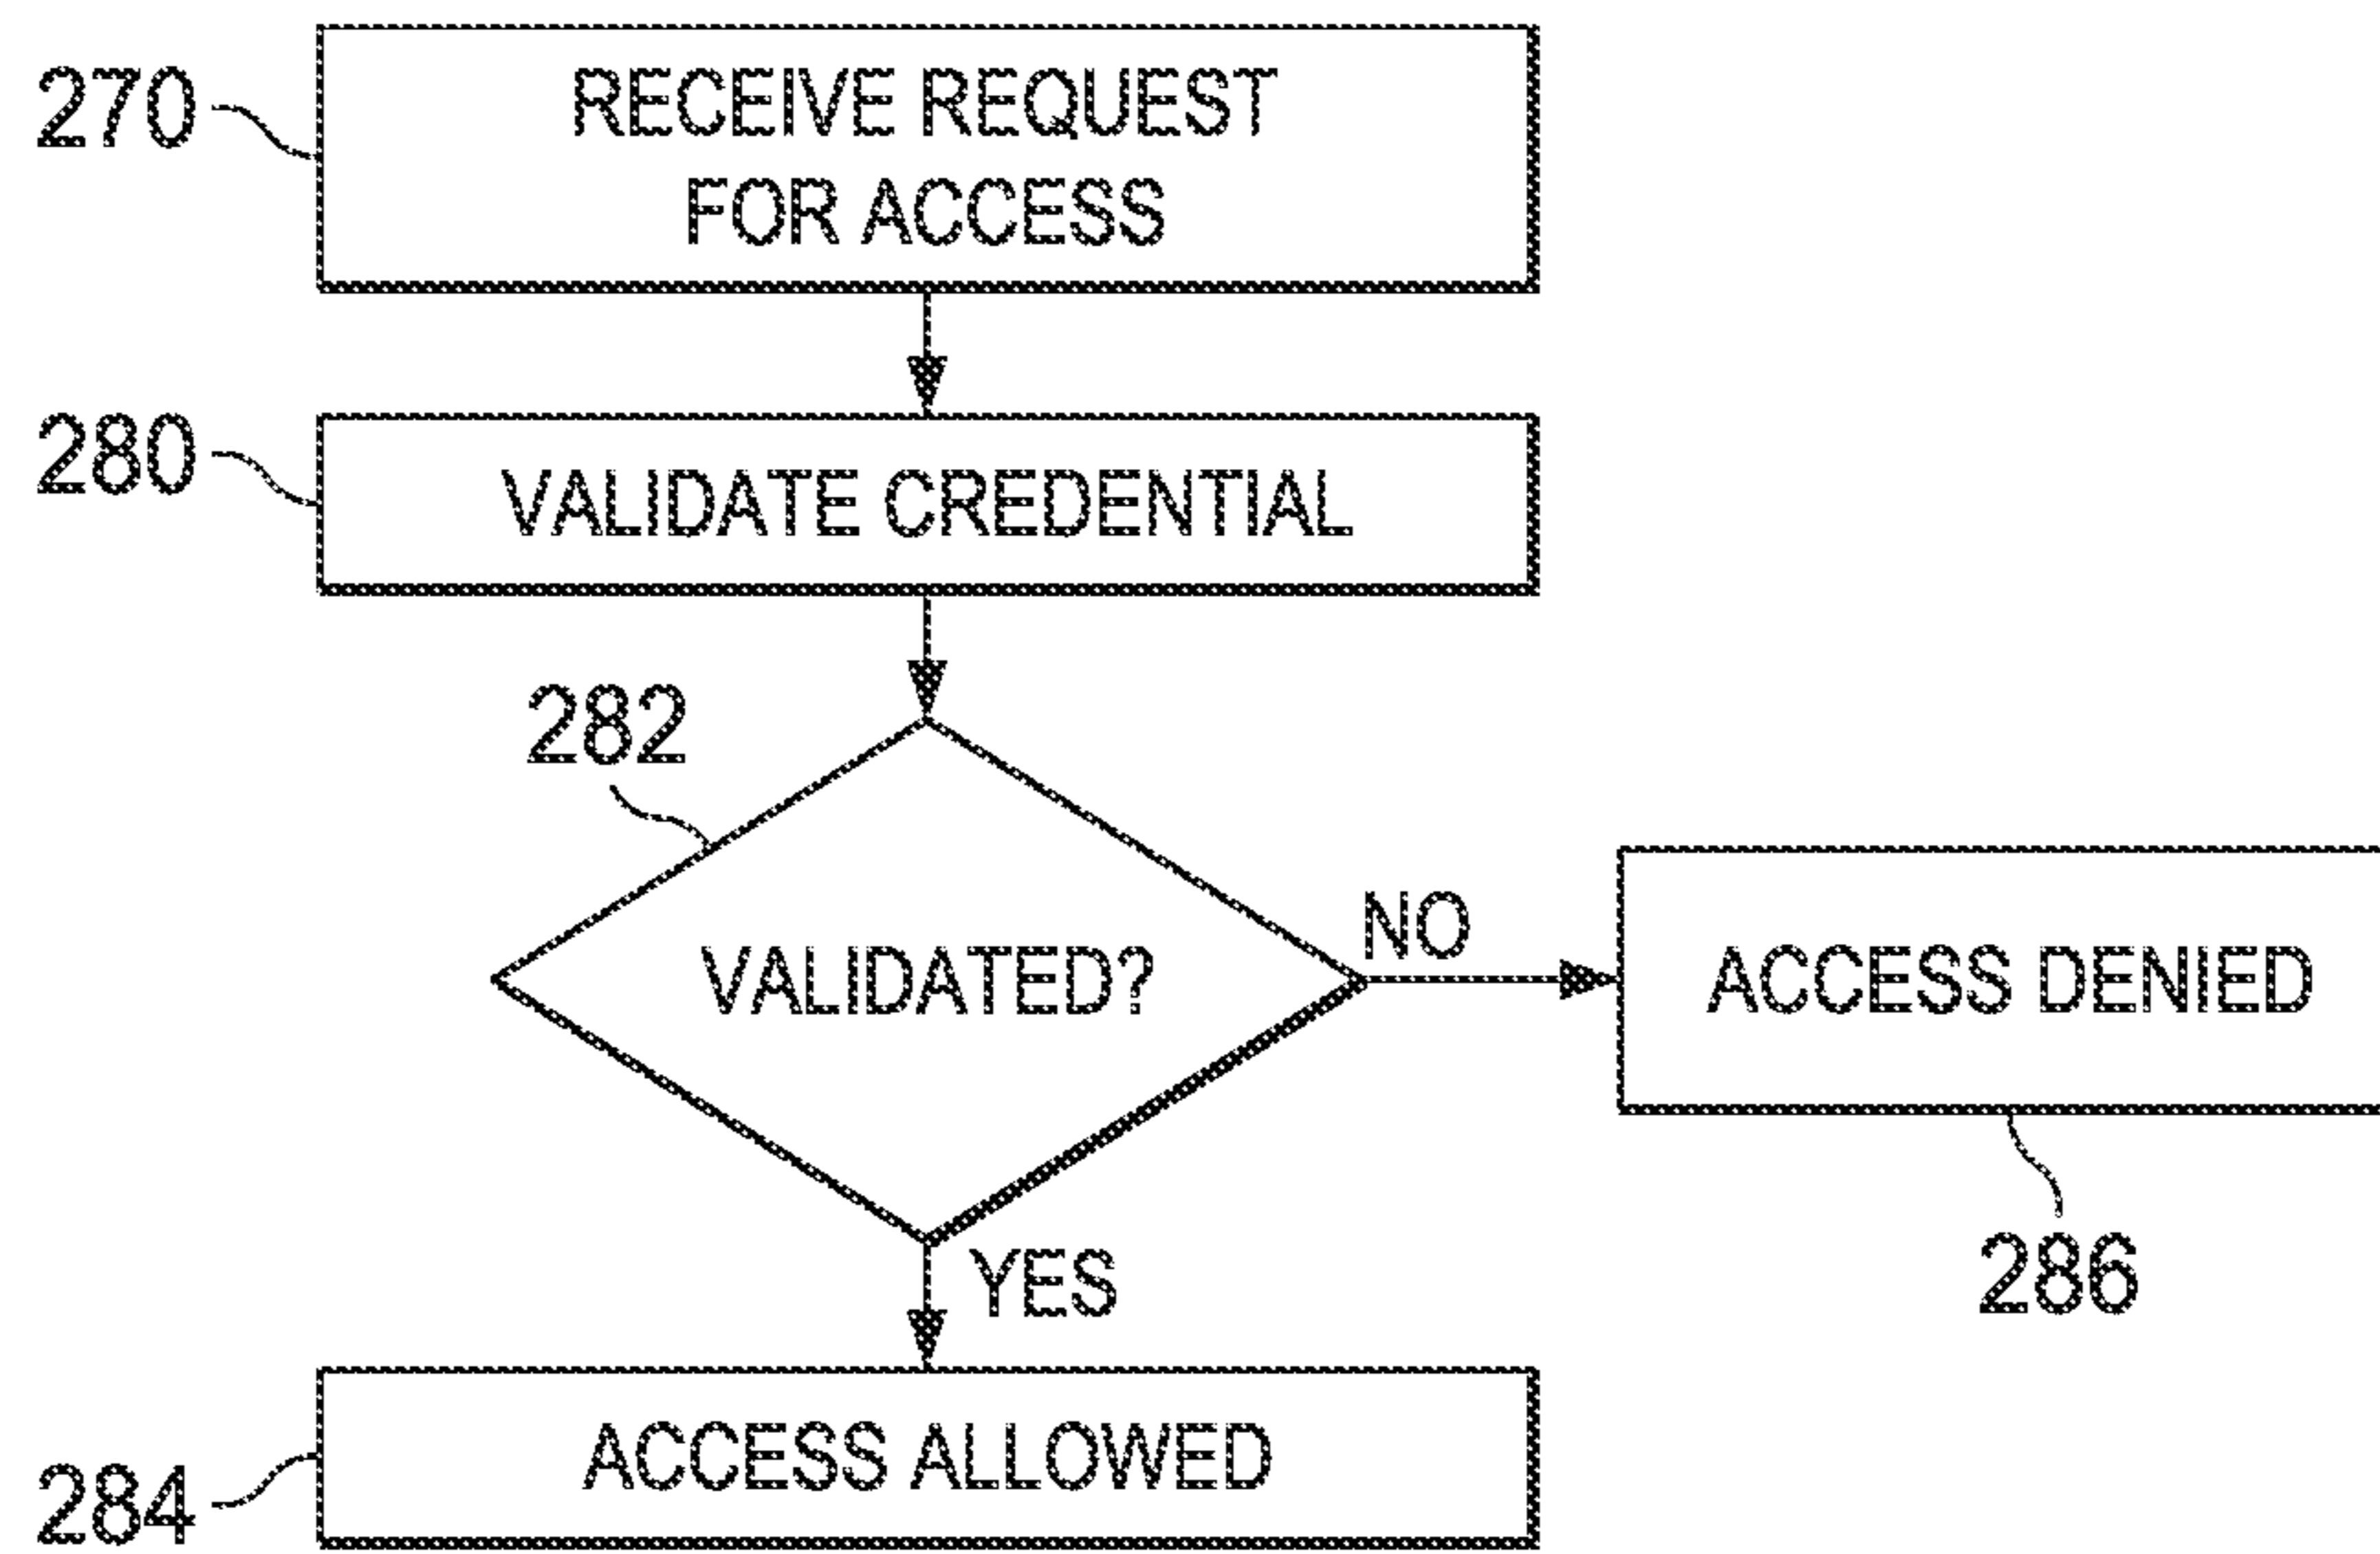 270
RECEIVE REQUEST
FOR ACCESS
280
VALIDATE CREDENTIAL
282
VALIDATED?
NO
ACCESS DENIED
286
YES
284
ACCESS ALLOWED